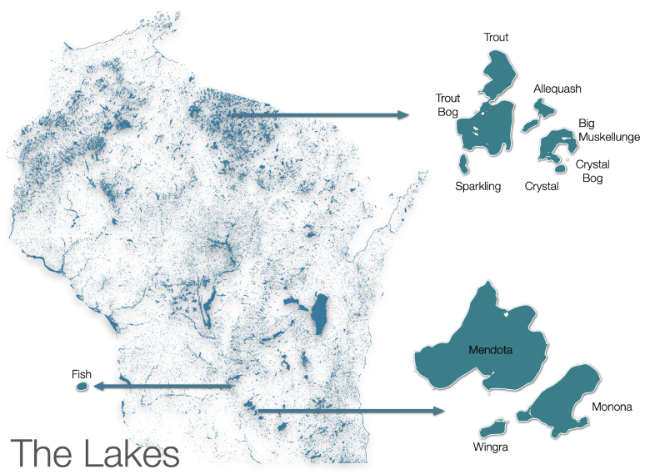 Trout
Allequash
Trout
Bog
Big
Muskellunge
Crystal
Bog
Sparkling
Crystal
Mendota
Fish
Monona
Wingra
The Lakes